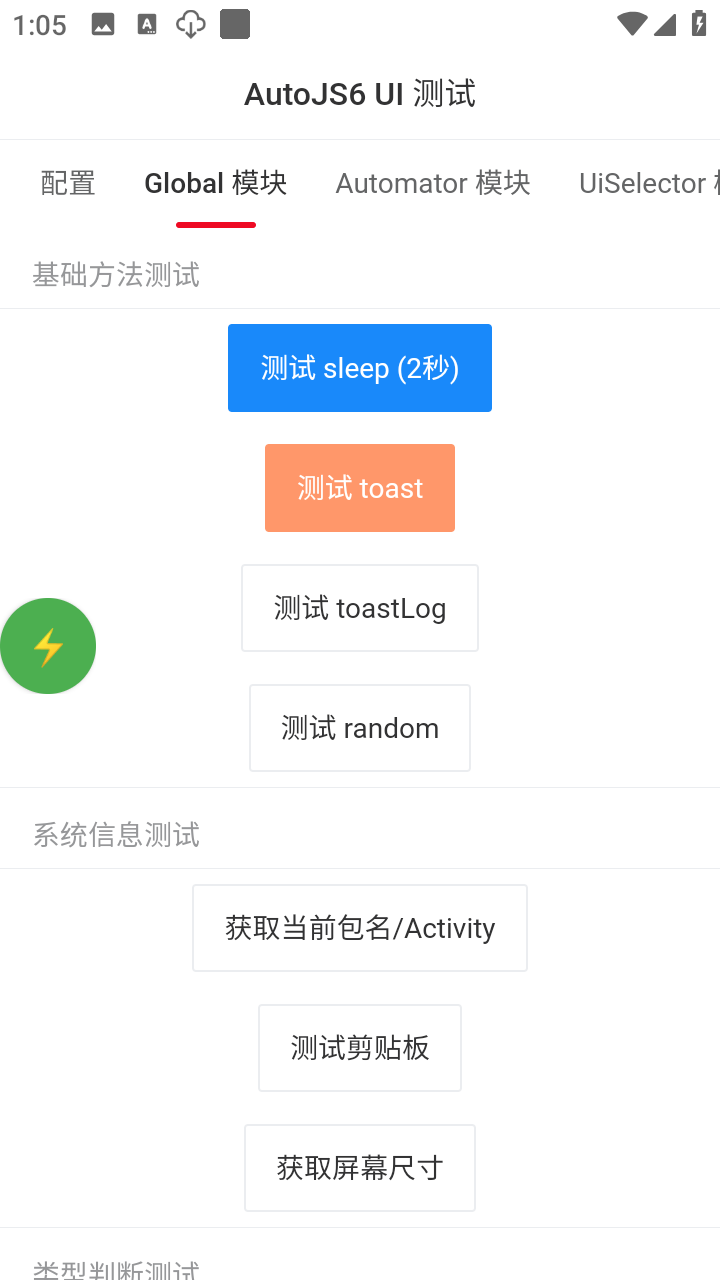 1:05
AutoJS6 UI 测试
配置 Global 模块 Automator 模块 UiSelector
基础方法测试
测试 sleep (2秒)
测试 toast
测试 toastLog
测试 random
系统信息测试
获取当前包名/Activity
测试剪贴板
获取屏幕尺寸
类型判断测试